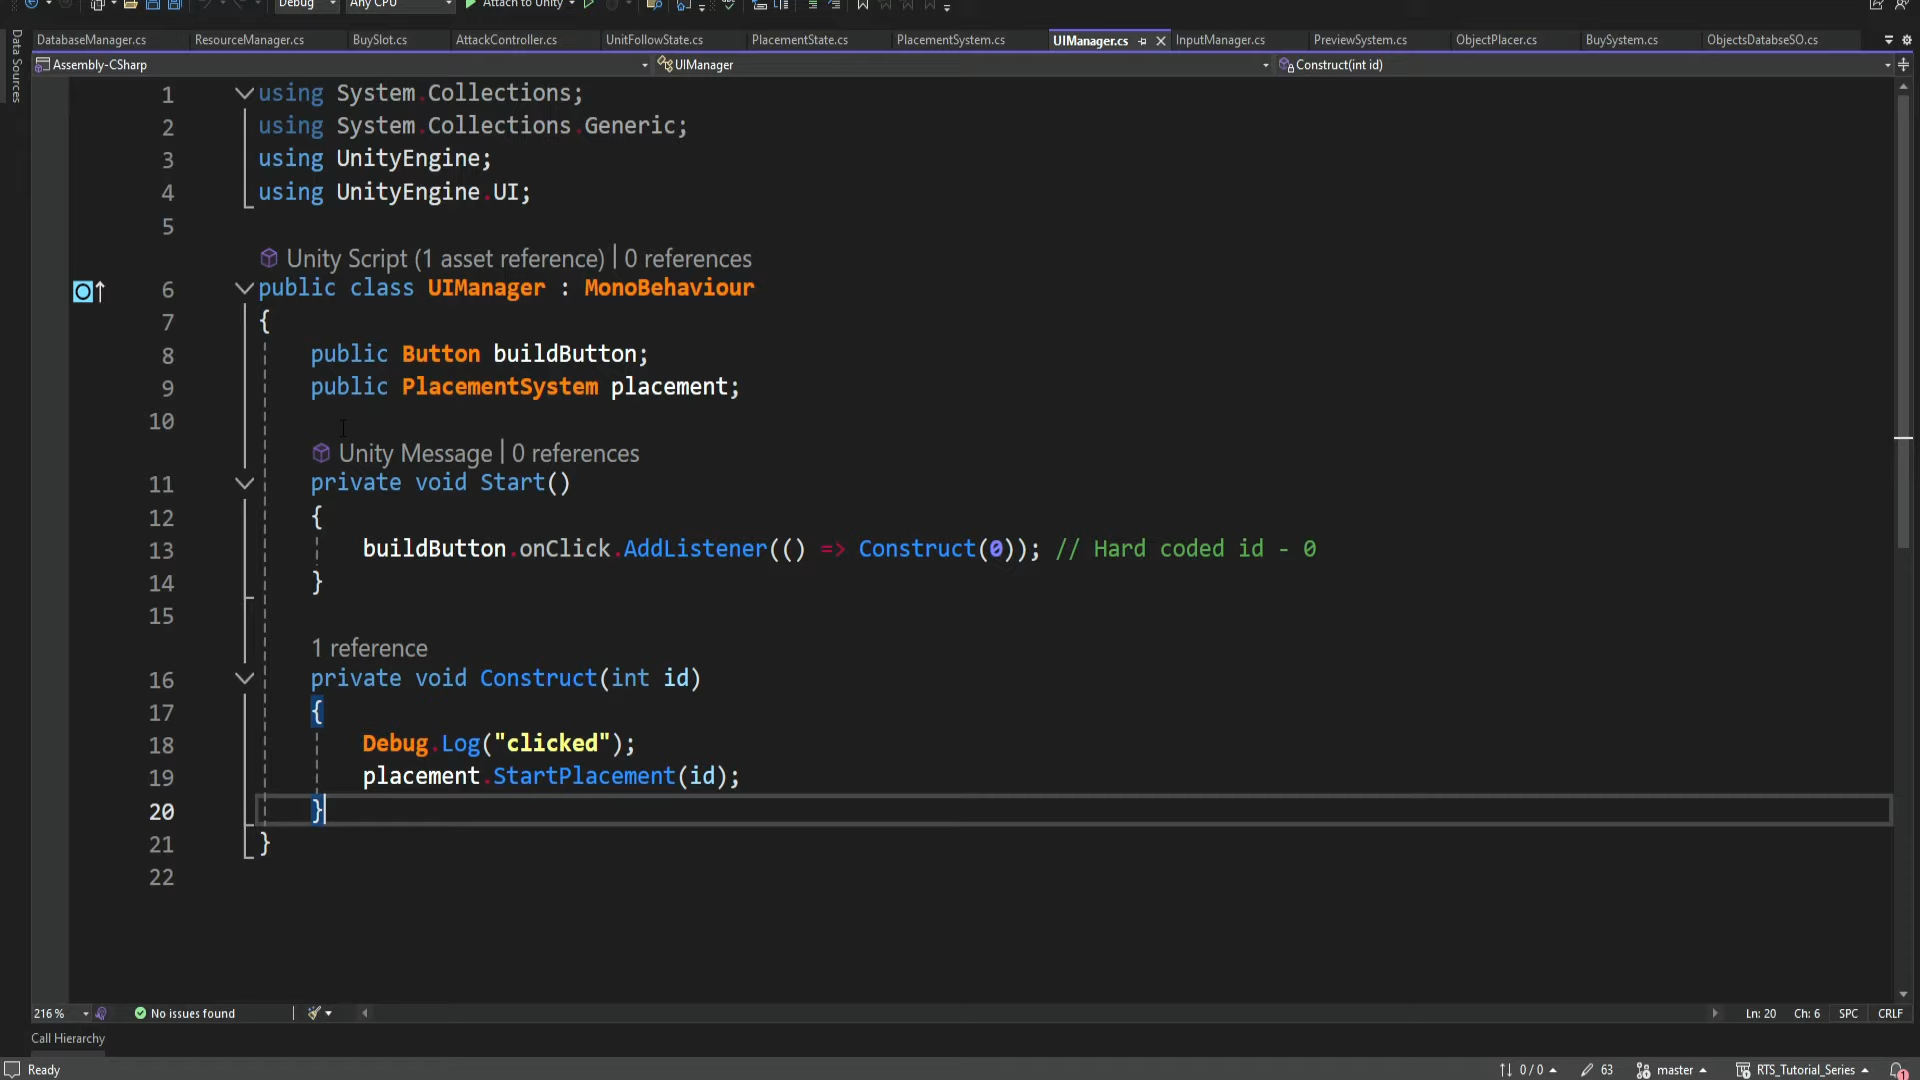 Debug
Any CPU
Attach to Unity
Data Sources
DatabaseManager.cs ResourceManager.cs BuySlot.cs AttackController.cs UnitFollowState.cs PlacementState.cs PlacementSystem.cs UIManager.cs InputManager.cs PreviewSystem.cs ObjectPlacer.cs BuySystem.cs ObjectsDatabseSO.cs
Assembly-CSharp UIManager Construct(int id)
1 using System.Collections;
2 using System.Collections.Generic;
3 using UnityEngine;
4 using UnityEngine.UI;
5
Unity Script (1 asset reference) | 0 references
6 public class UIManager : MonoBehaviour
7 {
8 public Button buildButton;
9 public PlacementSystem placement;
10
Unity Message | 0 references
11 private void Start()
12 {
13 buildButton.onClick.AddListener(() => Construct(0)); // Hard coded id - 0
14 }
15
1 reference
16 private void Construct(int id)
17 {
18 Debug.Log("clicked");
19 placement.StartPlacement(id);
20 }
21 }
22
216 % No issues found Ln: 20 Ch: 6 SPC CRLF
Call Hierarchy
Ready 0 / 0 63 master RTS_Tutorial_Series 1